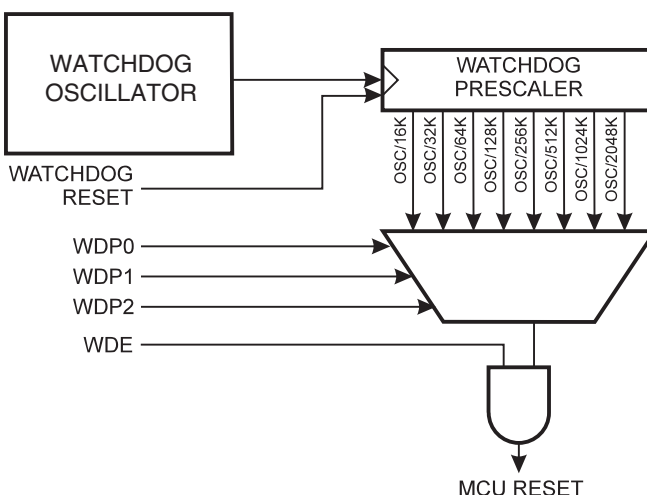 WATCHDOG
OSCILLATOR
WATCHDOG
PRESCALER
OSC/16K
OSC/32K
OSC/64K
OSC/128K
OSC/256K
OSC/512K
OSC/1024K
OSC/2048K
WATCHDOG
RESET
WDP0
WDP1
WDP2
WDE
MCU RESET